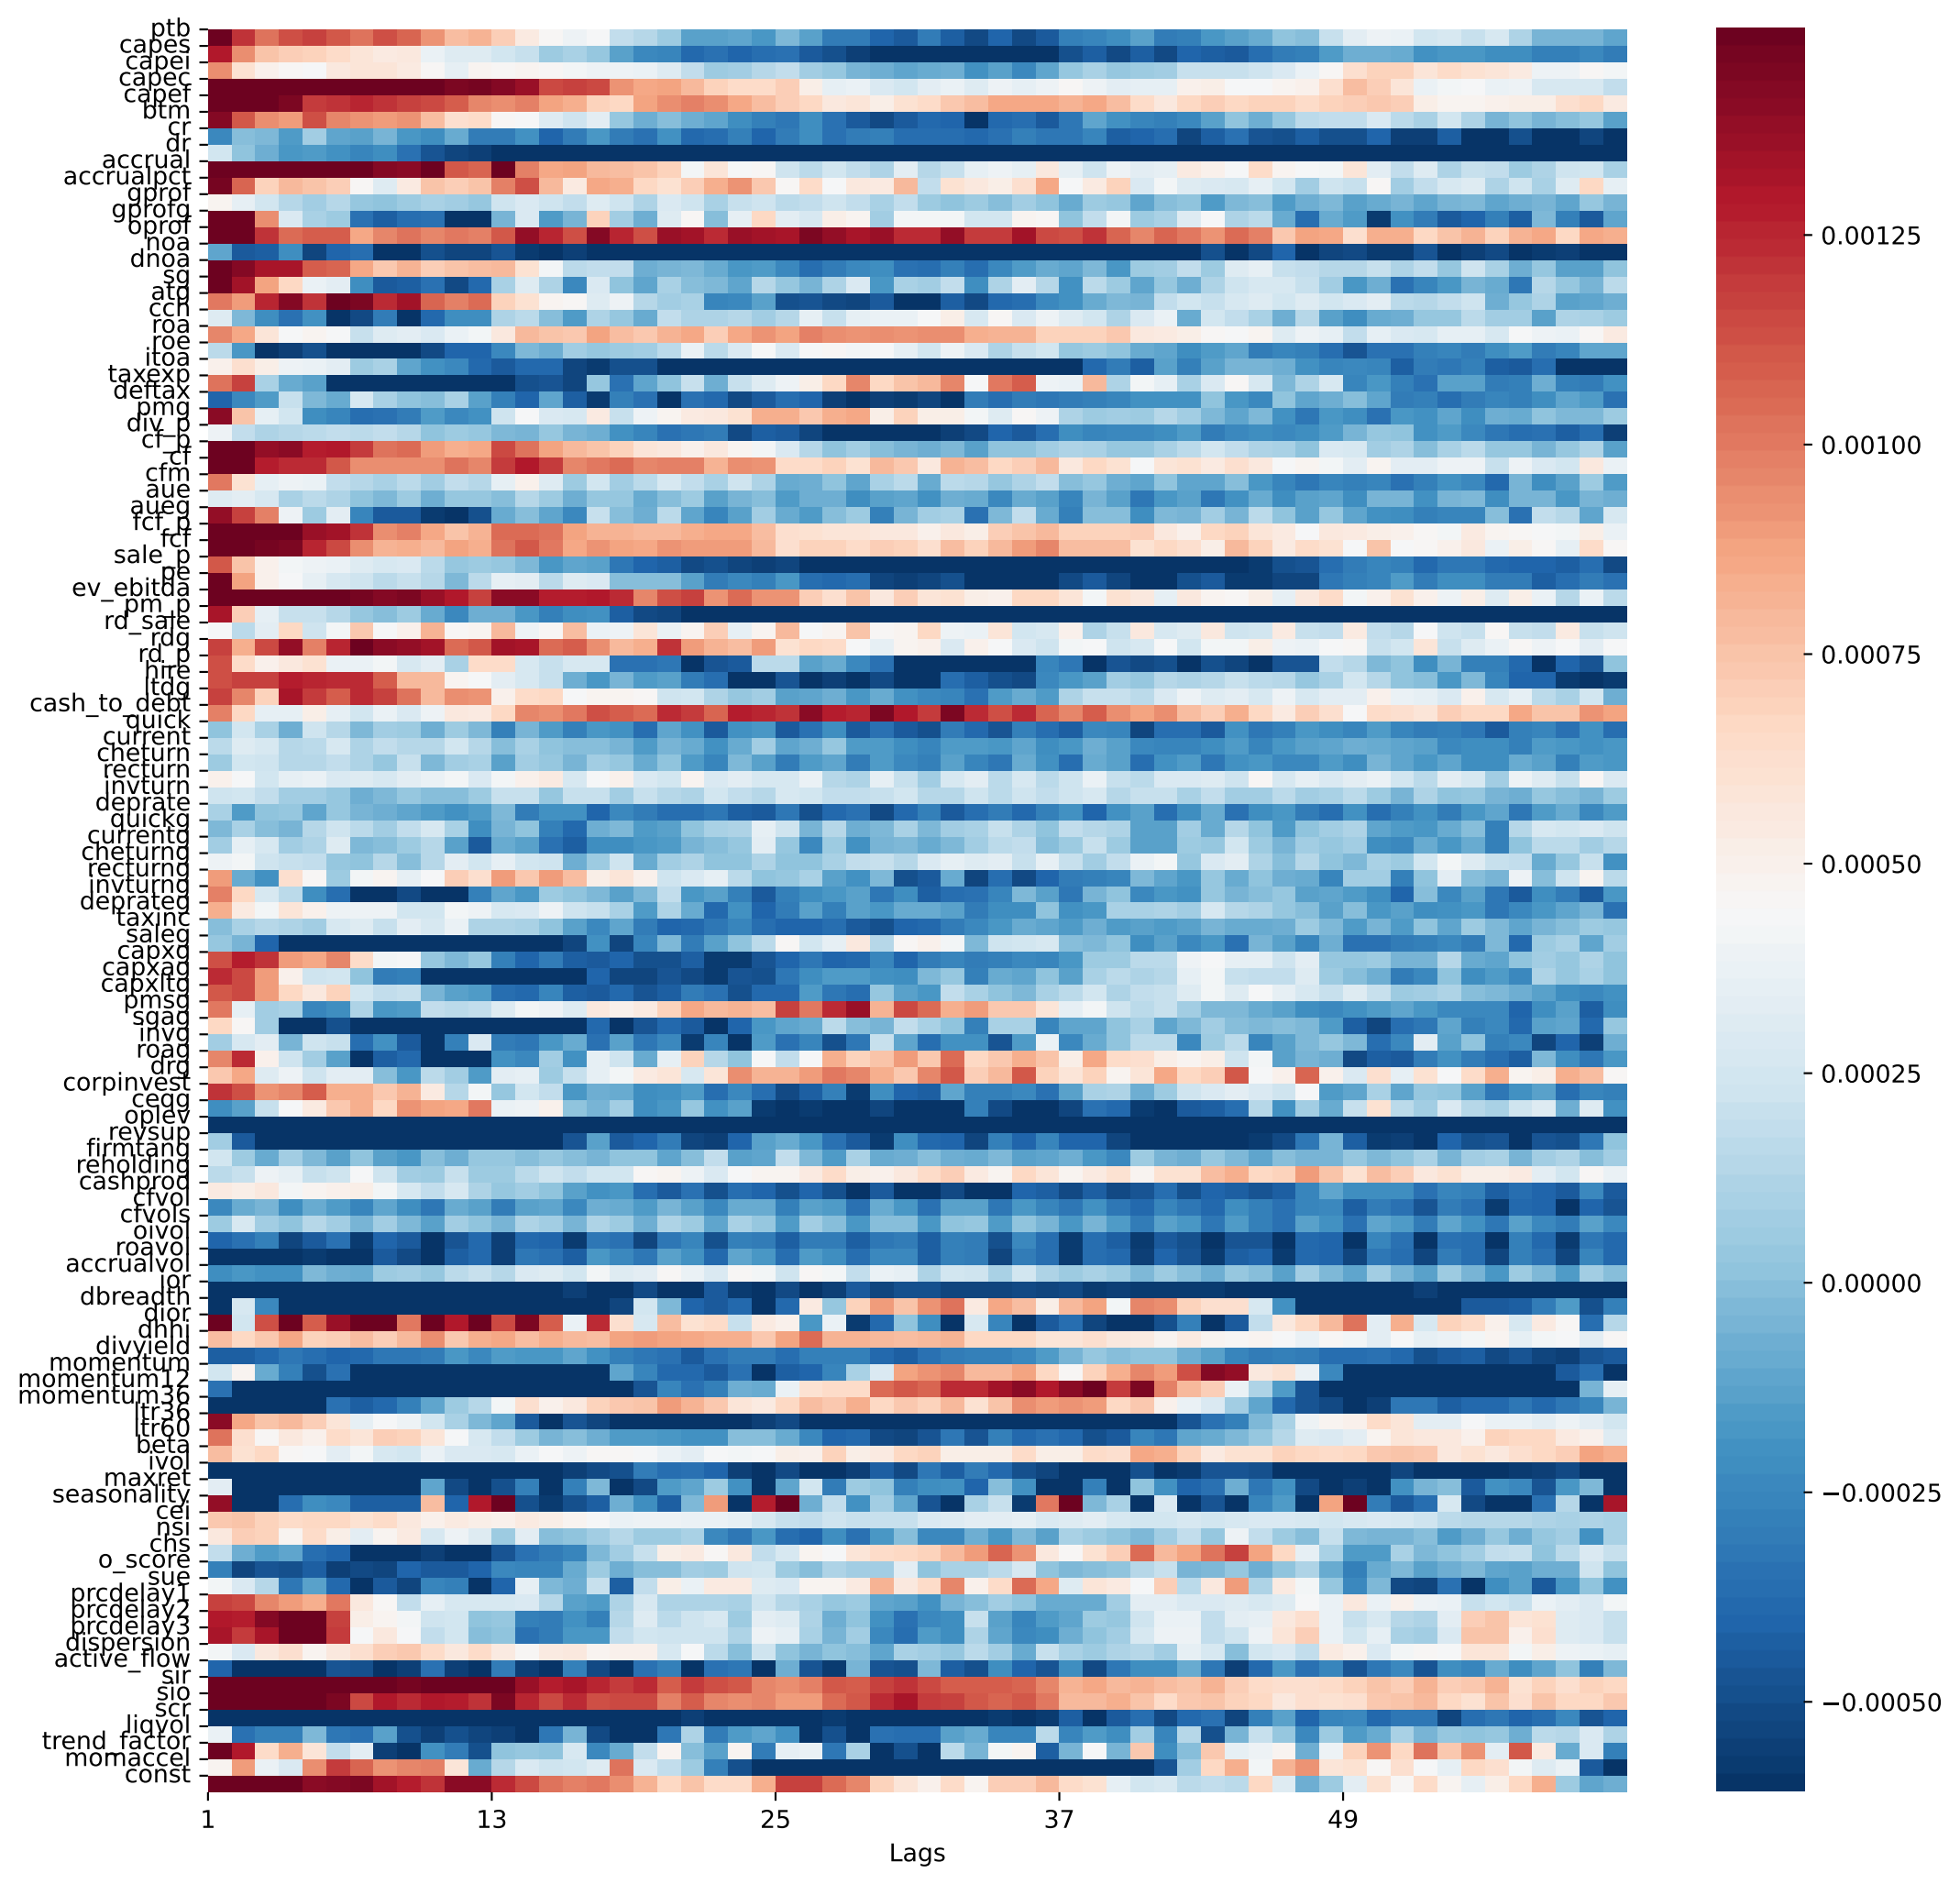 ptb
capes
capei
capec
capef
btm
cr
dr
accrual
accrualpct
gprof
gprofg
oprof
noa
dnoa
sg
atg
cch
roa
roe
itoa
taxexp
deftax
pmg
div_p
cf_p
cf
cfm
aue
aueg
fcf_p
fcf
sale_p
pe
ev_ebitda
pm_p
rd_sale
rdg
rd_p
hire
ltdg
cash_to_debt
quick
current
cheturn
recturn
invturn
deprate
quickg
currentg
cheturng
recturng
invturng
deprateg
taxinc
saleg
capxg
capxag
capxitg
pmsg
sgag
invg
roag
drg
corpinvest
ceqg
oplev
revsup
firmtang
reholding
cashprod
cfvol
cfvols
oivol
roavol
accrualvol
ior
dbreadth
dior
dhhi
divyield
momentum
momentum12
momentum36
ltr36
ltr60
beta
ivol
maxret
seasonality
cei
nsi
chs
o_score
sue
prcdelay1
prcdelay2
prcdelay3
dispersion
active_flow
sir
sio
scr
liqvol
trend_factor
momaccel
const
1 13 25 37 49
Lags
0.00125
0.00100
0.00075
0.00050
0.00025
0.00000
−0.00025
−0.00050